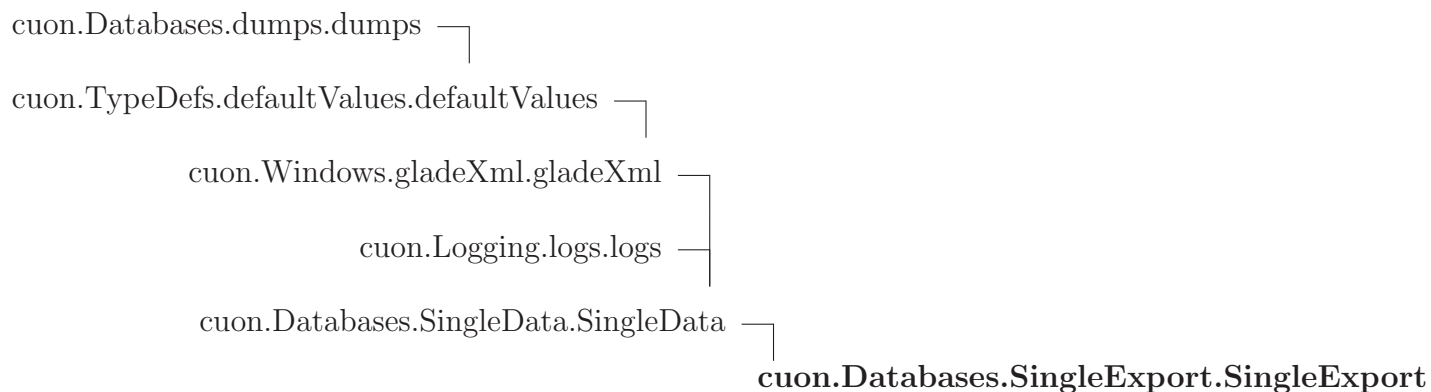 cuon.Databases.dumps.dumps
cuon.TypeDefs.defaultValues.defaultValues
cuon.Windows.gladeXml.gladeXml
cuon.Logging.logs.logs
cuon.Databases.SingleData.SingleData
cuon.Databases.SingleExport.SingleExport